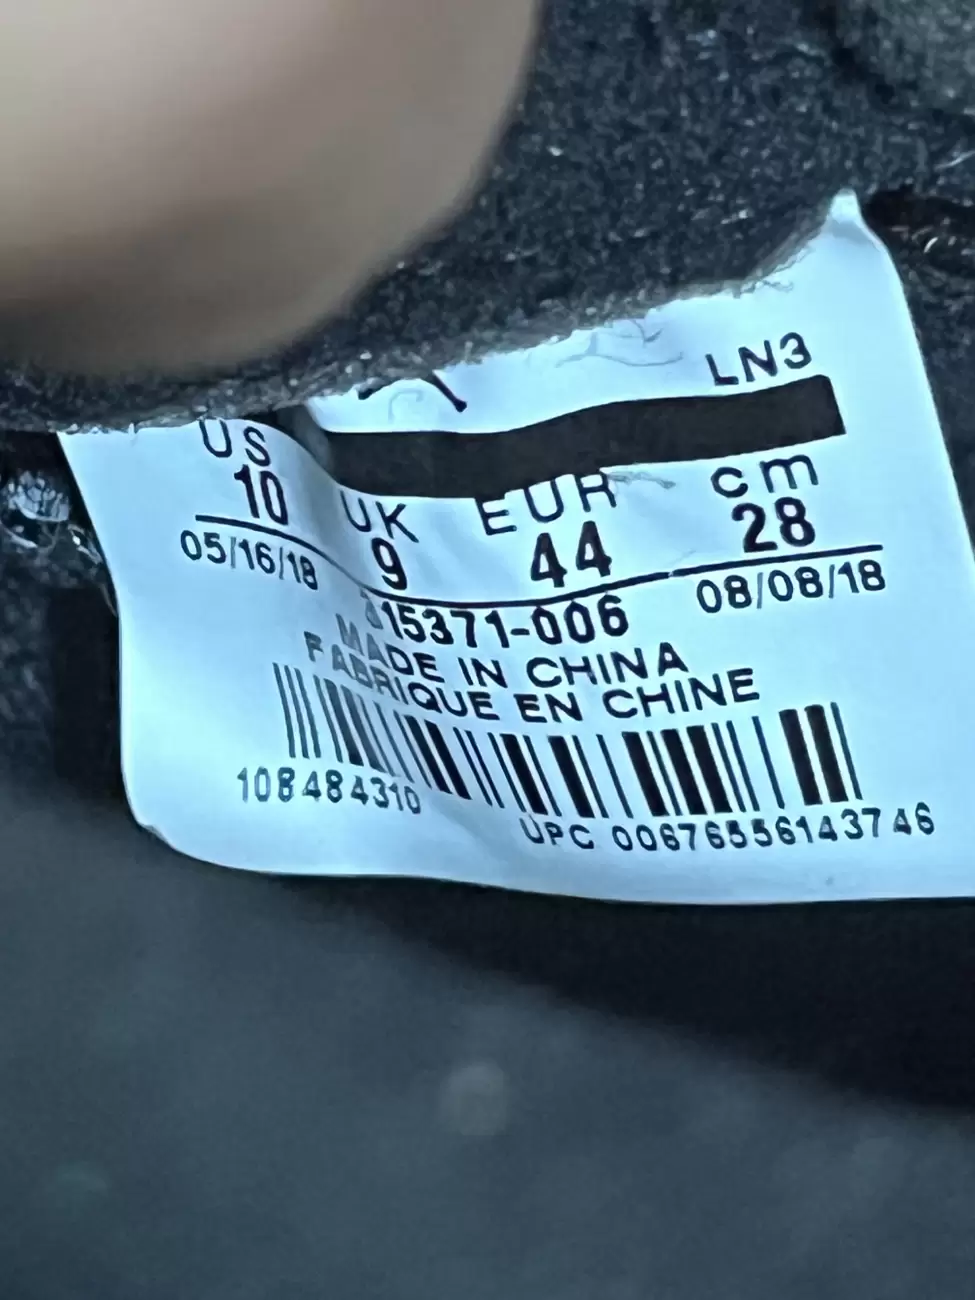 LN3
US UK EUR cm
10 9 44 28
05/16/18 08/08/18
315371-006
MADE IN CHINA
FABRIQUE EN CHINE
108484310
UPC 00676556143746